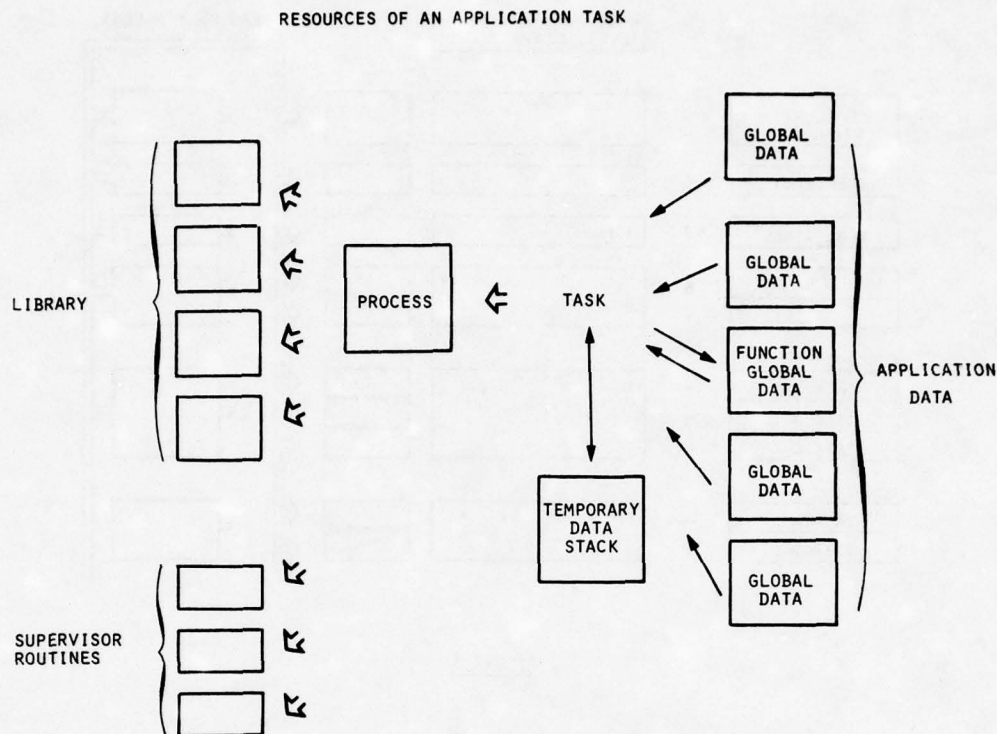 RESOURCES OF AN APPLICATION TASK
GLOBAL
DATA
GLOBAL
DATA
LIBRARY
PROCESS
TASK
FUNCTION
GLOBAL
DATA
APPLICATION
DATA
GLOBAL
DATA
TEMPORARY
DATA
STACK
GLOBAL
DATA
SUPERVISOR
ROUTINES